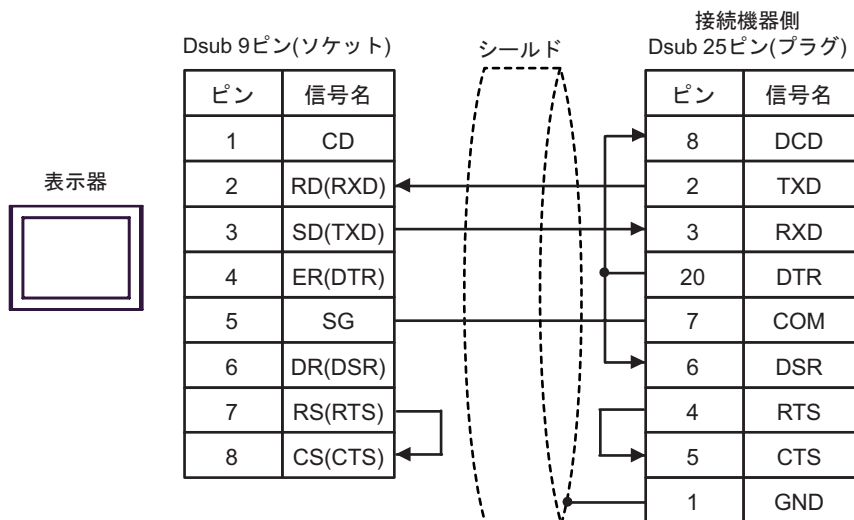 接続機器側
Dsub 9ピン(ソケット)
シールド
Dsub 25ピン(プラグ)
ピン 信号名
ピン 信号名
1 CD
8 DCD
表示器
2 RD(RXD)
2 TXD
3 SD(TXD)
3 RXD
4 ER(DTR)
20 DTR
5 SG
7 COM
6 DR(DSR)
6 DSR
7 RS(RTS)
4 RTS
8 CS(CTS)
5 CTS
1 GND